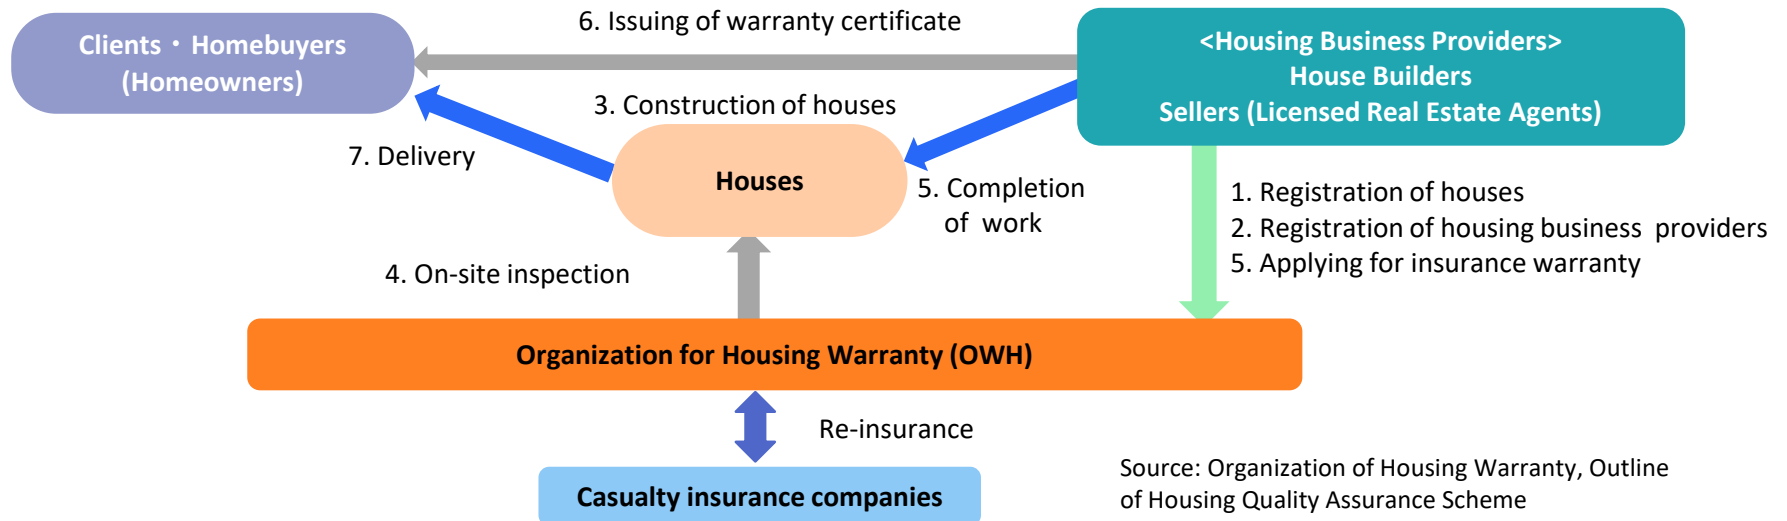 6. Issuing of warranty certificate
Clients・Homebuyers
(Homeowners)
<Housing Business Providers>
House Builders
Sellers (Licensed Real Estate Agents)
3. Construction of houses
7. Delivery
Houses
5. Completion
of work
1. Registration of houses
2. Registration of housing business providers
5. Applying for insurance warranty
4. On-site inspection
Organization for Housing Warranty (OWH)
Re-insurance
Casualty insurance companies
Source: Organization of Housing Warranty, Outline
of Housing Quality Assurance Scheme